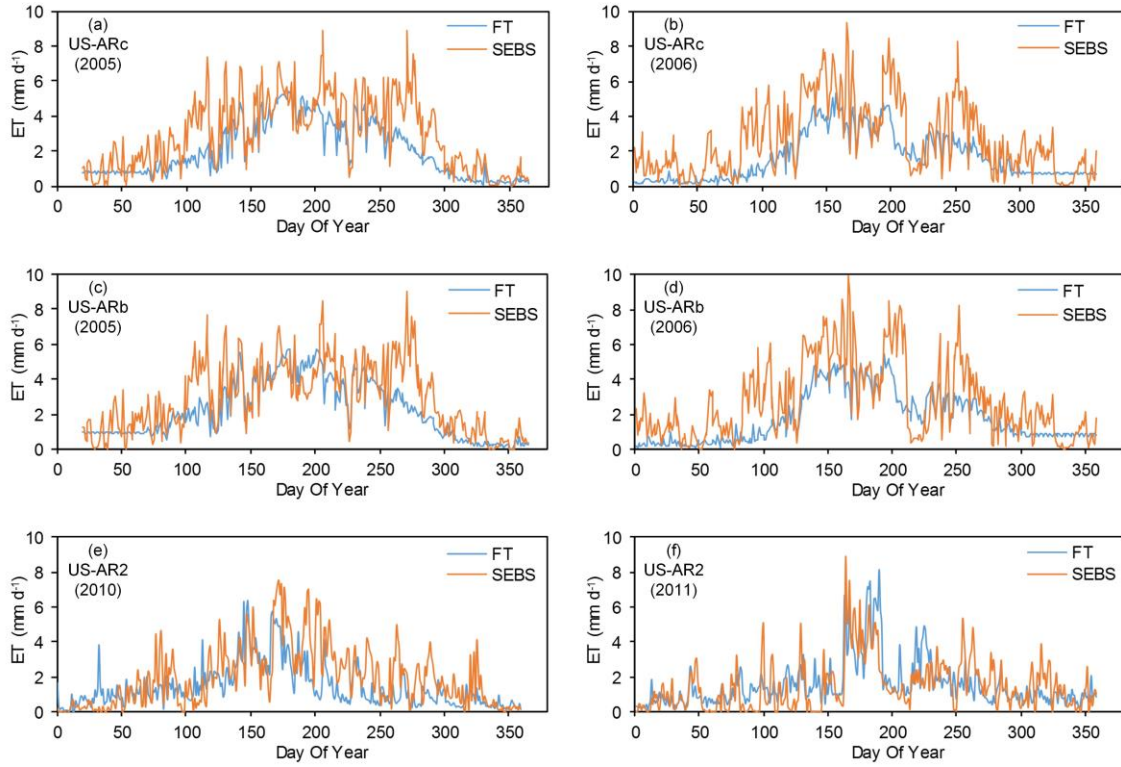 (a)
US-ARc
(2005)
FT
SEBS
ET (mm d-1)
10
8
6
4
2
0
0 50 100 150 200 250 300 350
Day Of Year
(b)
US-ARc
(2006)
FT
SEBS
ET (mm d-1)
10
8
6
4
2
0
0 50 100 150 200 250 300 350
Day Of Year
(c)
US-ARb
(2005)
FT
SEBS
ET (mm d-1)
10
8
6
4
2
0
0 50 100 150 200 250 300 350
Day Of Year
(d)
US-ARb
(2006)
FT
SEBS
ET (mm d-1)
10
8
6
4
2
0
0 50 100 150 200 250 300 350
Day Of Year
(e)
US-AR2
(2010)
FT
SEBS
ET (mm d-1)
10
8
6
4
2
0
0 50 100 150 200 250 300 350
Day Of Year
(f)
US-AR2
(2011)
FT
SEBS
ET (mm d-1)
10
8
6
4
2
0
0 50 100 150 200 250 300 350
Day Of Year